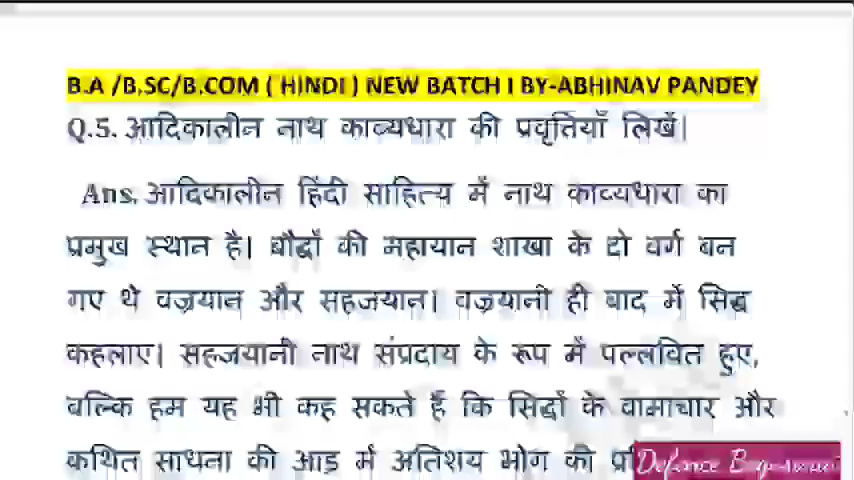 B.A /B.SC/B.COM ( HINDI ) NEW BATCH I BY-ABHINAV PANDEY
Q.5. आदिकालीन नाथ काव्यधारा की प्रवृत्तियाँ लिखें।
Ans. आदिकालीन हिंदी साहित्य में नाथ काव्यधारा का
प्रमुख स्थान है। बौद्धों की महायान शाखा के दो वर्ग बन
गए थे वज्रयान और सहजयान। वज्रयानी ही बाद में सिद्ध
कहलाए। सहजयानी नाथ संप्रदाय के रूप में पल्लवित हुए,
बल्कि हम यह भी कह सकते हैं कि सिद्धों के वामाचार और
कथित साधना की आड़ में अतिशय भोग की
Defence